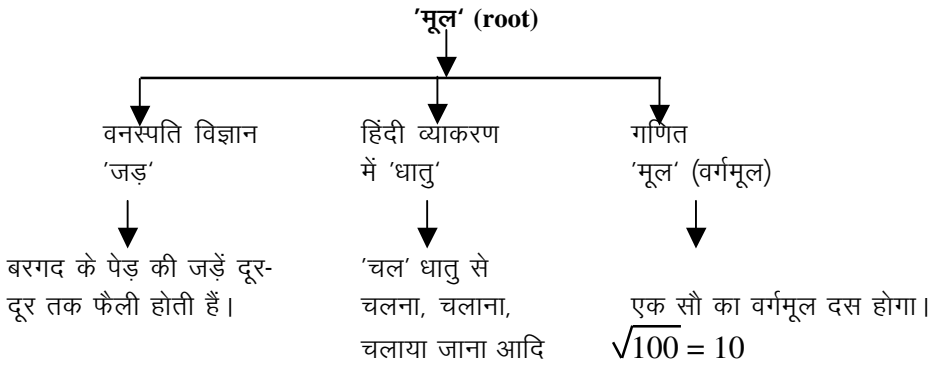 'मूल' (root)
वनस्पति विज्ञान
'जड़'
हिंदी व्याकरण
में 'धातु'
गणित
'मूल' (वर्गमूल)
बरगद के पेड़ की जड़ें दूर-
दूर तक फैली होती हैं।
'चल' धातु से
चलना, चलाना,
चलाया जाना आदि
एक सौ का वर्गमूल दस होगा।
√100 = 10